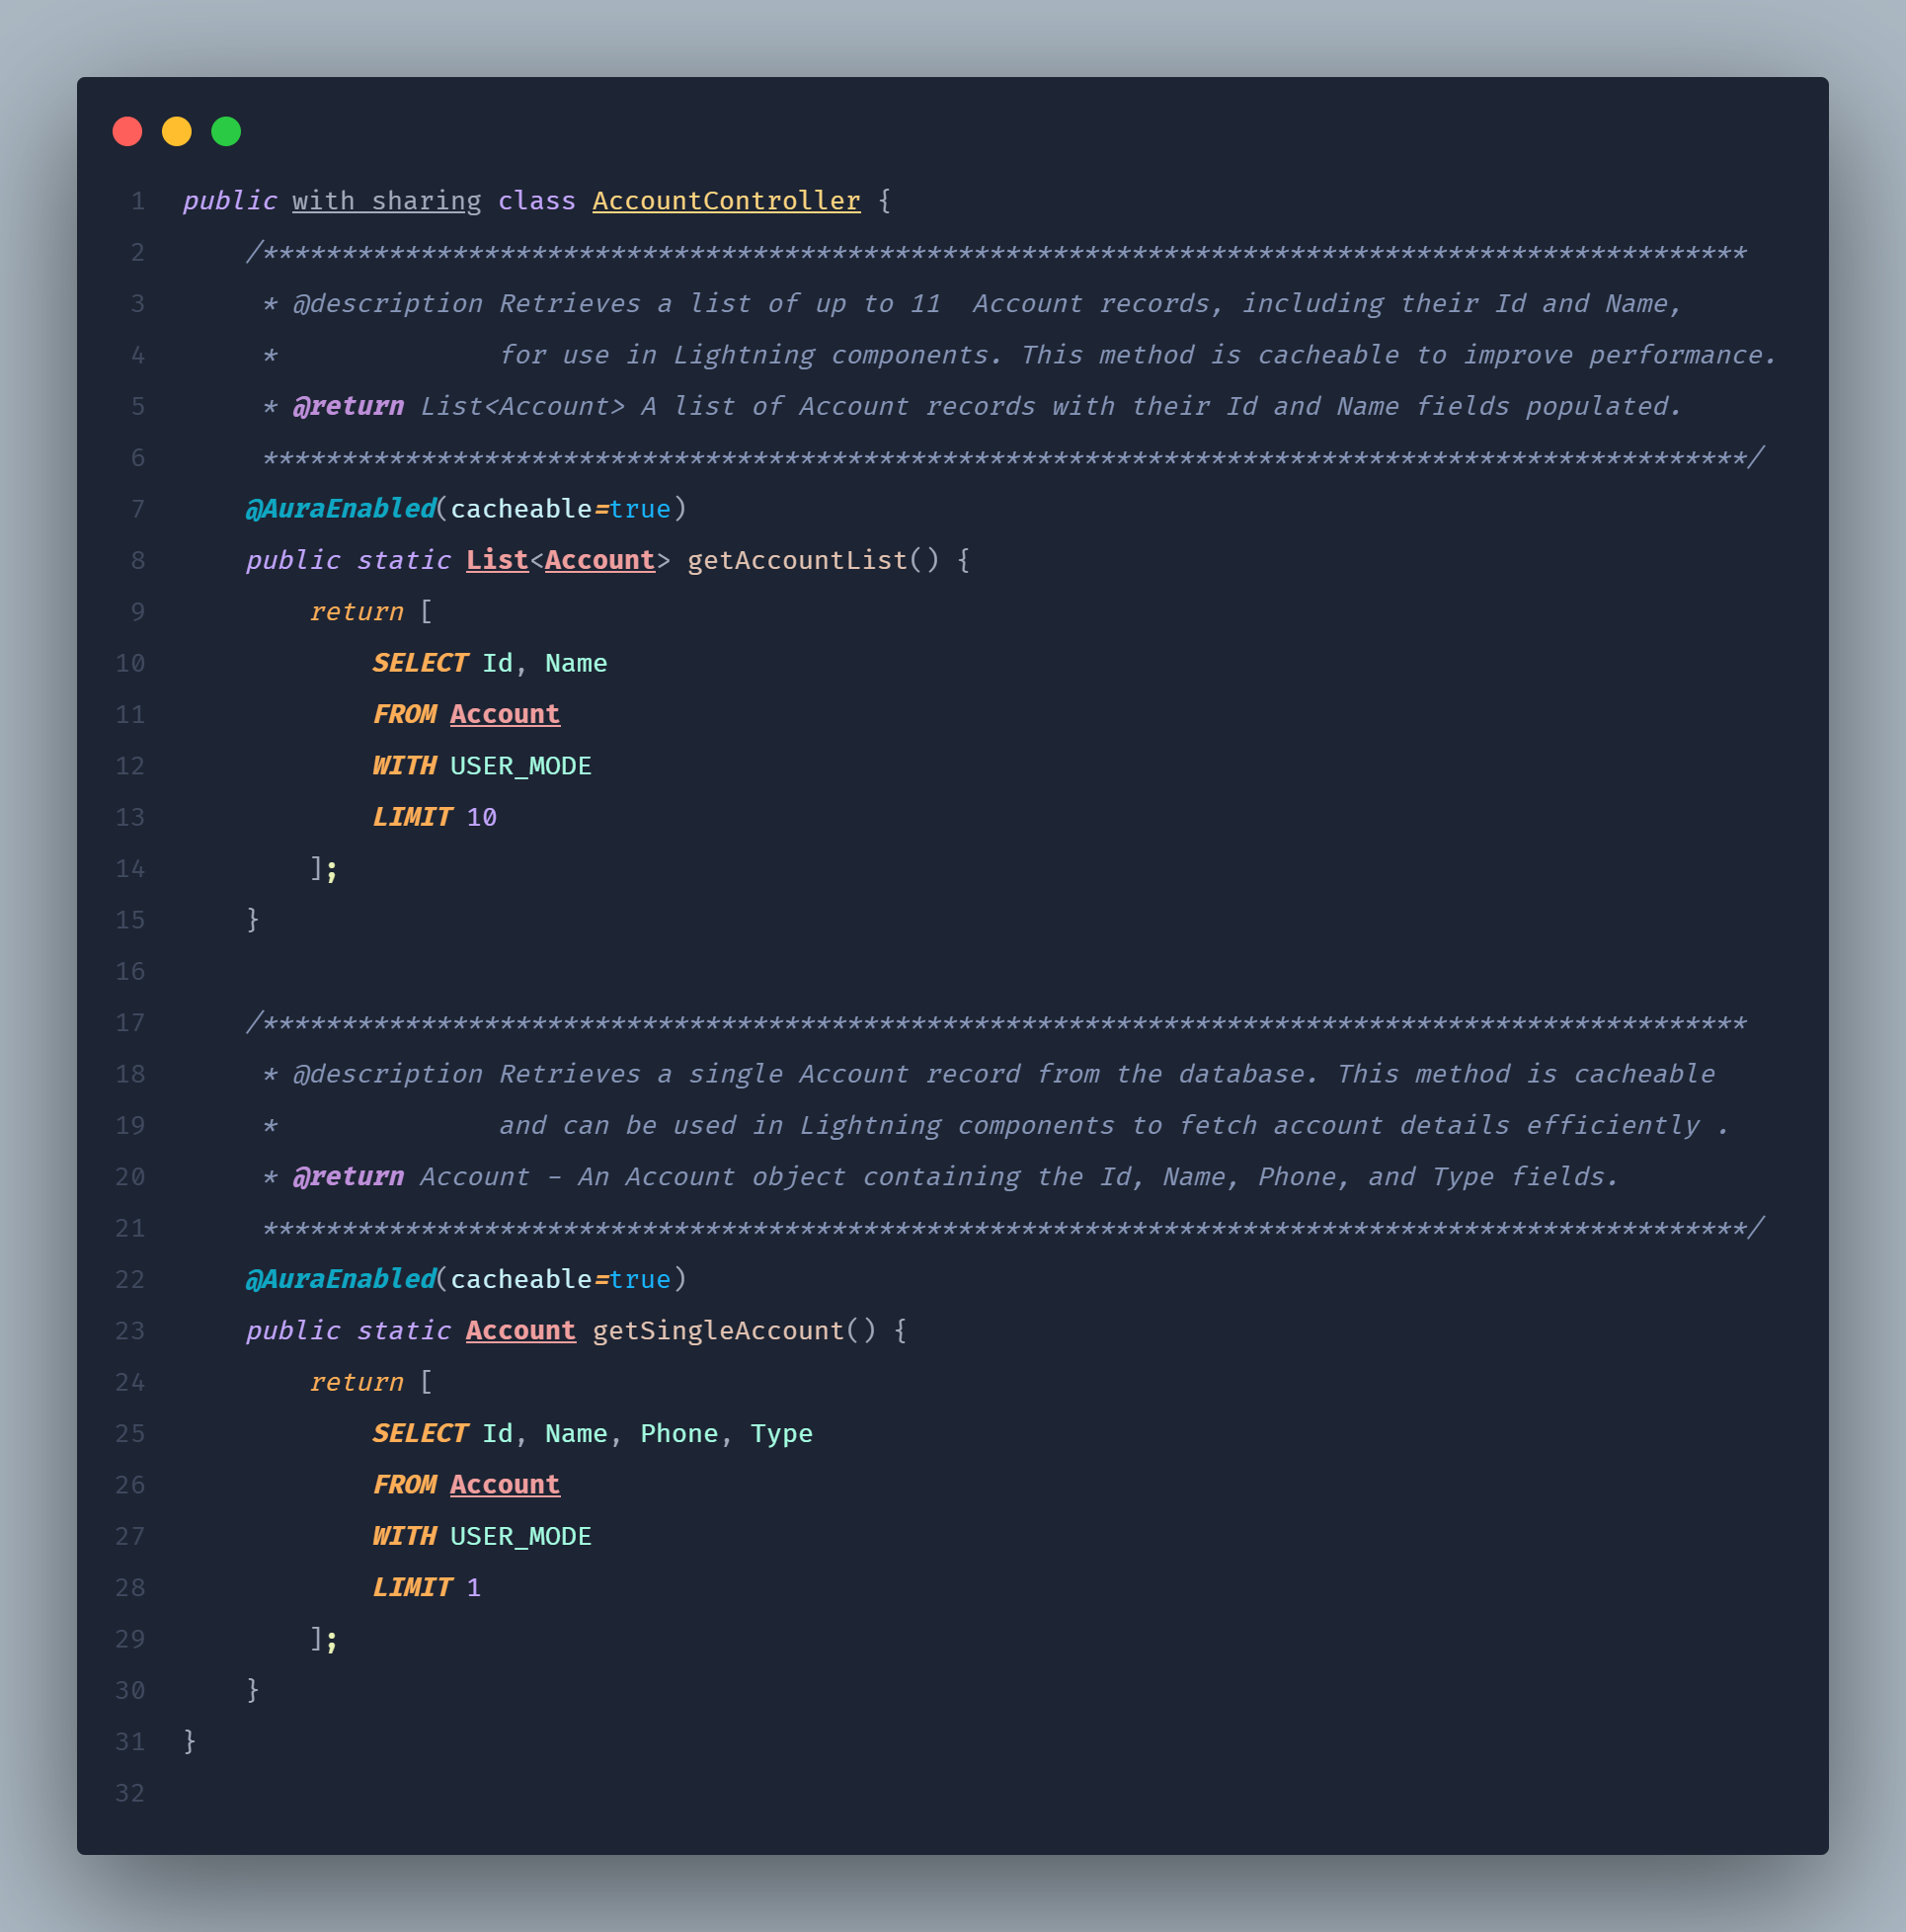 1 public with sharing class AccountController {
2 /**********************************************************************************************
3 * @description Retrieves a list of up to 11  Account records, including their Id and Name,
4 *              for use in Lightning components. This method is cacheable to improve performance.
5 * @return List<Account> A list of Account records with their Id and Name fields populated.
6 **********************************************************************************************/
7 @AuraEnabled(cacheable=true)
8 public static List<Account> getAccountList() {
9 return [
10 SELECT Id, Name
11 FROM Account
12 WITH USER_MODE
13 LIMIT 10
14 ];
15 }
16
17 /**********************************************************************************************
18 * @description Retrieves a single Account record from the database. This method is cacheable
19 *              and can be used in Lightning components to fetch account details efficiently .
20 * @return Account – An Account object containing the Id, Name, Phone, and Type fields.
21 **********************************************************************************************/
22 @AuraEnabled(cacheable=true)
23 public static Account getSingleAccount() {
24 return [
25 SELECT Id, Name, Phone, Type
26 FROM Account
27 WITH USER_MODE
28 LIMIT 1
29 ];
30 }
31 }
32